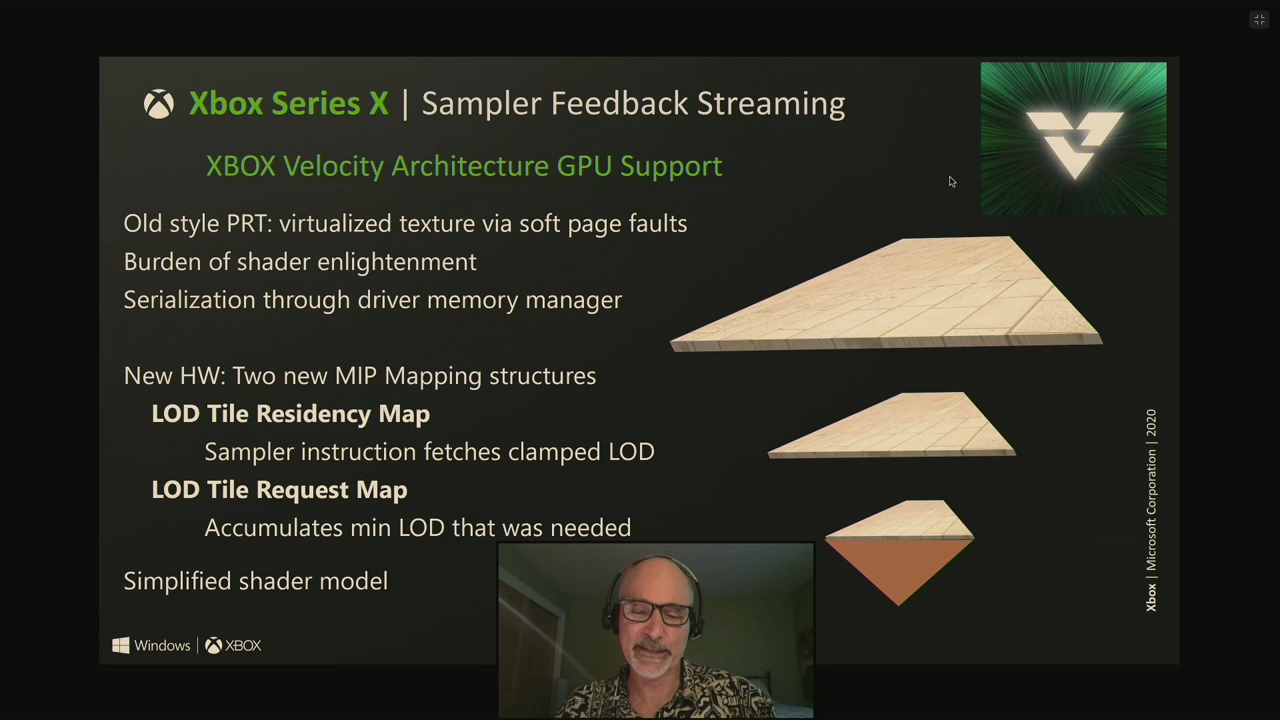 Xbox Series X | Sampler Feedback Streaming
XBOX Velocity Architecture GPU Support
Old style PRT: virtualized texture via soft page faults
Burden of shader enlightenment
Serialization through driver memory manager
New HW: Two new MIP Mapping structures
LOD Tile Residency Map
Sampler instruction fetches clamped LOD
LOD Tile Request Map
Accumulates min LOD that was needed
Simplified shader model
Windows | XBOX
Xbox | Microsoft Corporation | 2020